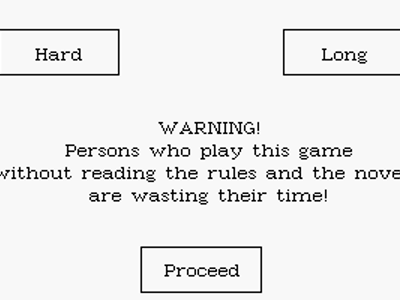 Hard
Long
WARNING!
Persons who play this game
without reading the rules and the nove
are wasting their time!
Proceed